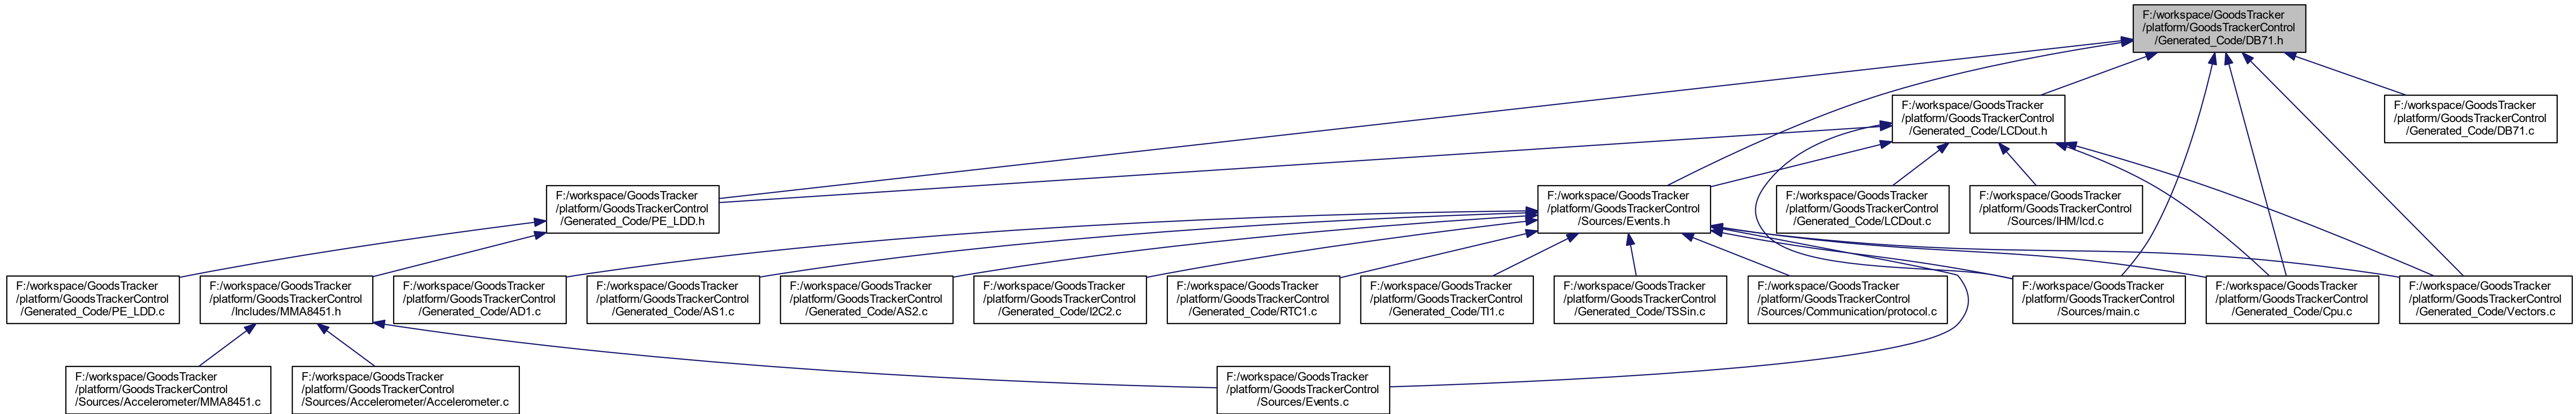 F:/workspace/GoodsTracker
/platform/GoodsTrackerControl
/Generated_Code/DB71.h
F:/workspace/GoodsTracker
/platform/GoodsTrackerControl
/Generated_Code/LCDout.h
F:/workspace/GoodsTracker
/platform/GoodsTrackerControl
/Generated_Code/DB71.c
F:/workspace/GoodsTracker
/platform/GoodsTrackerControl
/Generated_Code/PE_LDD.h
F:/workspace/GoodsTracker
/platform/GoodsTrackerControl
/Sources/Events.h
F:/workspace/GoodsTracker
/platform/GoodsTrackerControl
/Generated_Code/LCDout.c
F:/workspace/GoodsTracker
/platform/GoodsTrackerControl
/Sources/IHM/lcd.c
F:/workspace/GoodsTracker
/platform/GoodsTrackerControl
/Generated_Code/PE_LDD.c
F:/workspace/GoodsTracker
/platform/GoodsTrackerControl
/Includes/MMA8451.h
F:/workspace/GoodsTracker
/platform/GoodsTrackerControl
/Generated_Code/AD1.c
F:/workspace/GoodsTracker
/platform/GoodsTrackerControl
/Generated_Code/AS1.c
F:/workspace/GoodsTracker
/platform/GoodsTrackerControl
/Generated_Code/AS2.c
F:/workspace/GoodsTracker
/platform/GoodsTrackerControl
/Generated_Code/I2C2.c
F:/workspace/GoodsTracker
/platform/GoodsTrackerControl
/Generated_Code/RTC1.c
F:/workspace/GoodsTracker
/platform/GoodsTrackerControl
/Generated_Code/TI1.c
F:/workspace/GoodsTracker
/platform/GoodsTrackerControl
/Generated_Code/TSSin.c
F:/workspace/GoodsTracker
/platform/GoodsTrackerControl
/Sources/Communication/protocol.c
F:/workspace/GoodsTracker
/platform/GoodsTrackerControl
/Sources/main.c
F:/workspace/GoodsTracker
/platform/GoodsTrackerControl
/Generated_Code/Cpu.c
F:/workspace/GoodsTracker
/platform/GoodsTrackerControl
/Generated_Code/Vectors.c
F:/workspace/GoodsTracker
/platform/GoodsTrackerControl
/Sources/Accelerometer/MMA8451.c
F:/workspace/GoodsTracker
/platform/GoodsTrackerControl
/Sources/Accelerometer/Accelerometer.c
F:/workspace/GoodsTracker
/platform/GoodsTrackerControl
/Sources/Events.c